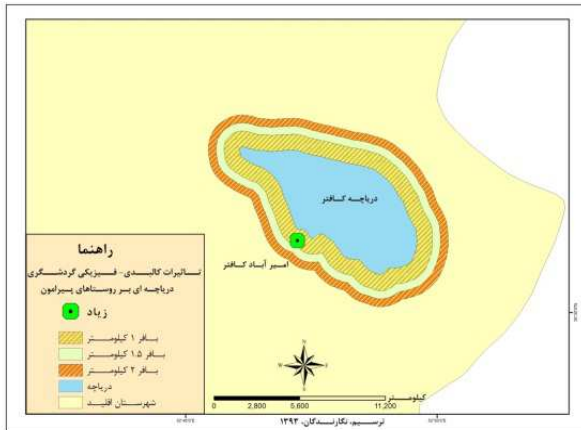 دریاچه کافتر
امیر آباد کافتر
راهنما
تاثیرات کالبدی - فیزیکی گردشگری
دریاچه ای بر روستاهای پیرامون
زیاد
بافر ۱ کیلومتر
بافر ۱.۵ کیلومتر
بافر ۲ کیلومتر
دریاچه
شهرستان اقلید
N
کیلومتر
0 2,800 5,600 11,200
ترسیم، نگارندگان، ۱۳۹۳